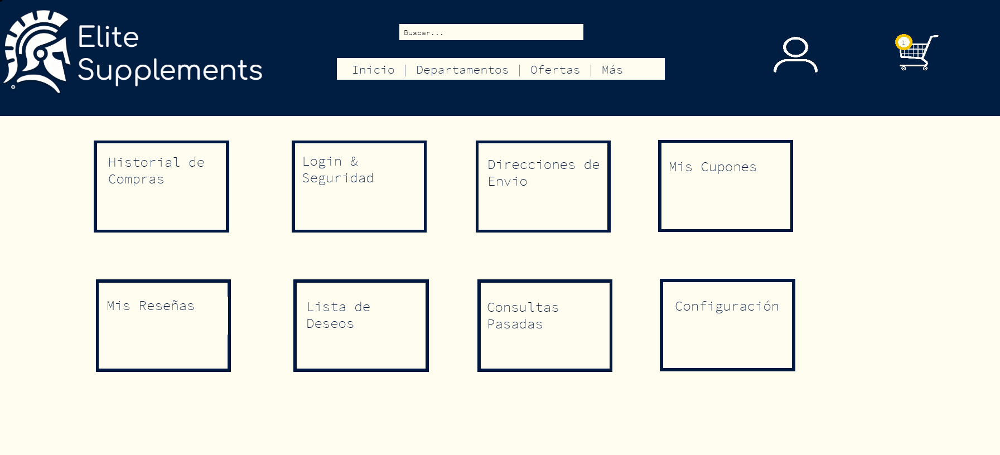 Elite
Supplements
Buscar...
Inicio | Departamentos | Ofertas | Más
1
Historial de
Compras
Login &
Seguridad
Direcciones de
Envio
Mis Cupones
Mis Reseñas
Lista de
Deseos
Consultas
Pasadas
Configuración